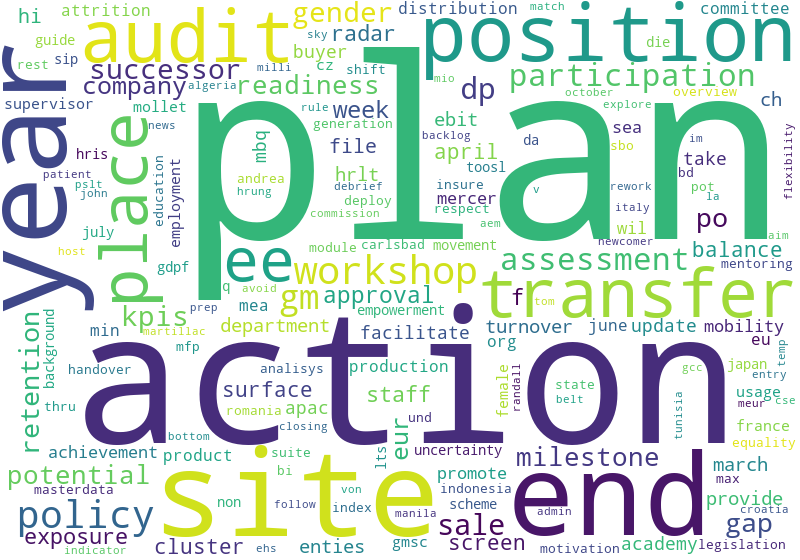 hi
attrition
audit
gender
distribution
position
committee
guide
sky
match
buyer
radar
die
rest
sip
successor
company
algeria
milli
cz
shift
readiness
dp
participation
mio
overview
year
supervisor
mollet
rule
october
explore
week
ch
news
generation
ebit
backlog
da
sea
im
place
plan
mbq
file
hris
april
toosl
sbo
take
flexibility
patient
education
employment
andrea
hrlt
debrief
insure
mercer
wil
bd
pslt
john
hrung
deploy
respect
v
rework
pot
la
po
commission
aem
italy
aim
july
module
carlsbad
movement
newcomer
balance
mentoring
host
gdpf
ee
workshop
assessment
q
avoid
mea
gm
approval
transfer
kpis
prep
empowerment
f
tom
retention
background
min
martillac
department
facilitate
turnover
june
update
mobility
mfp
org
eu
handover
analisys
production
female
randall
state
gcc
japan
temp
entry
thru
action
surface
staff
belt
usage
cse
romania
apac
eur
und
tunisia
meur
france
bottom
closing
equality
achievement
product
suite
lts
uncertainty
milestone
march
potential
site
bi
promote
indonesia
end
max
masterdata
non
von
index
scheme
provide
policy
follow
manila
admin
croatia
exposure
sale
gap
indicator
cluster
ehs
enties
gmsc
screen
motivation
academy
legislation